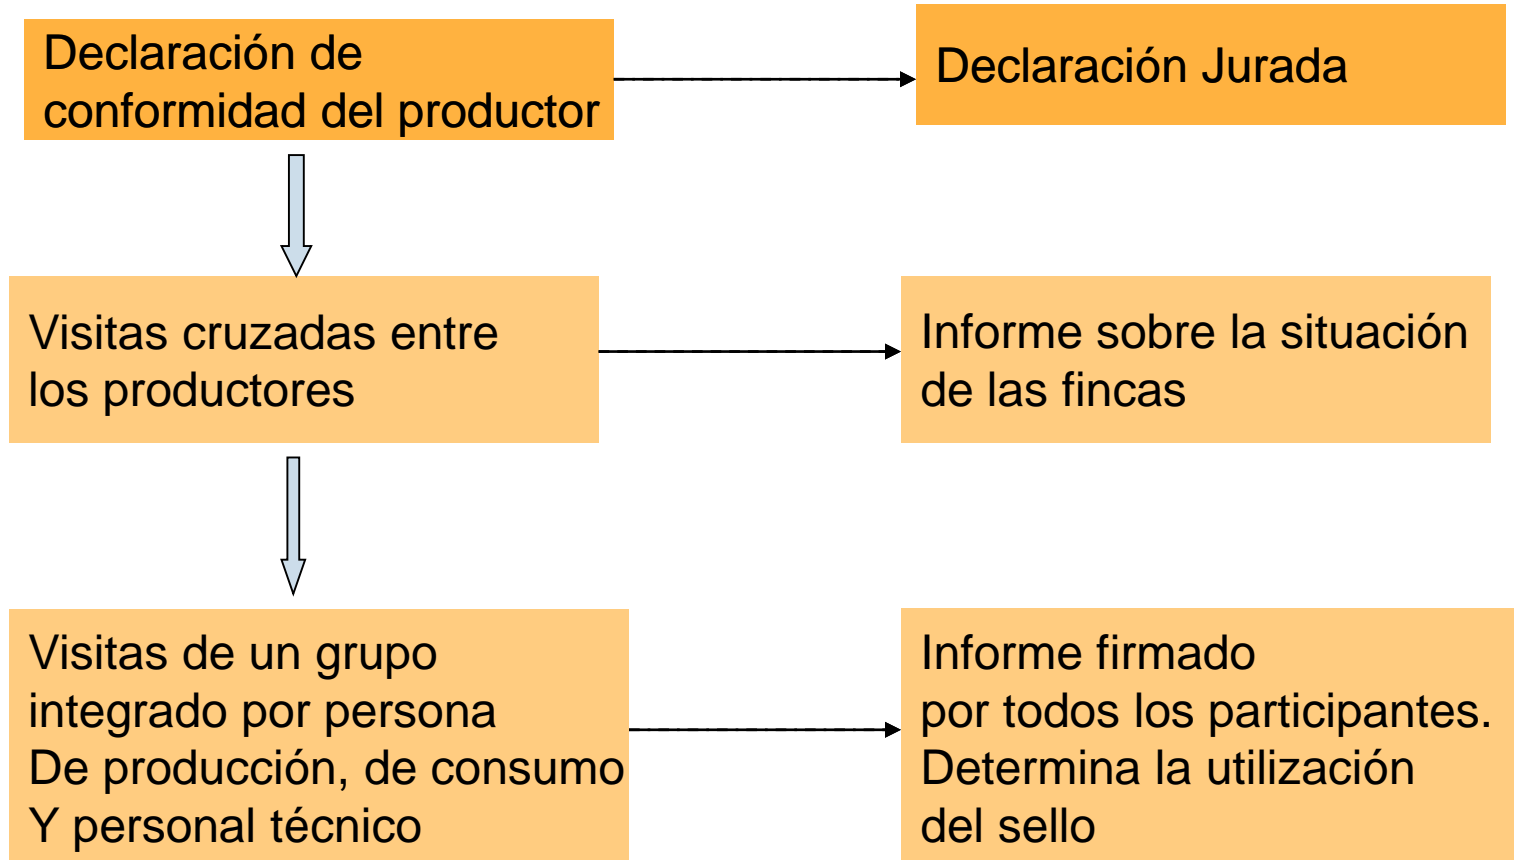 Declaración de
conformidad del productor
Declaración Jurada
Visitas cruzadas entre
los productores
Informe sobre la situación
de las fincas
Visitas de un grupo
integrado por persona
De producción, de consumo
Y personal técnico
Informe firmado
por todos los participantes.
Determina la utilización
del sello